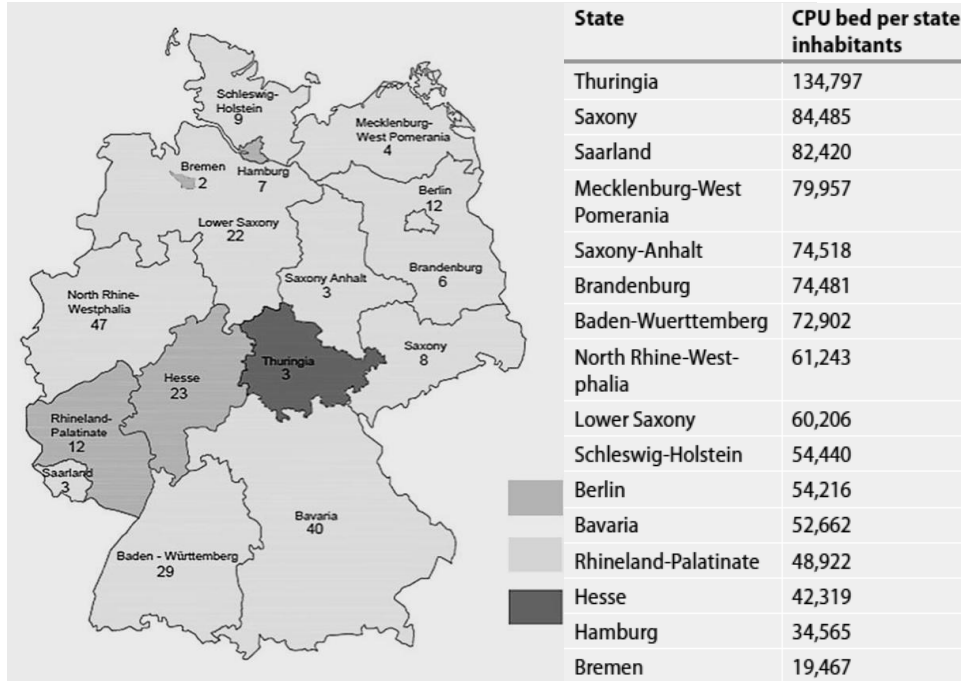 Schleswig-
Holstein
9
Mecklenburg-
West Pomerania
4
Bremen
2
Hamburg
7
Berlin
12
Lower Saxony
22
Saxony Anhalt
3
Brandenburg
6
North Rhine-
Westphalia
47
Hesse
23
Thuringia
3
Saxony
8
Rhineland-
Palatinate
12
Saarland
3
Bavaria
40
Baden - Württemberg
29
State CPU bed per state
inhabitants
Thuringia 134,797
Saxony 84,485
Saarland 82,420
Mecklenburg-West 79,957
Pomerania
Saxony-Anhalt 74,518
Brandenburg 74,481
Baden-Wuerttemberg 72,902
North Rhine-West- 61,243
phalia
Lower Saxony 60,206
Schleswig-Holstein 54,440
Berlin 54,216
Bavaria 52,662
Rhineland-Palatinate 48,922
Hesse 42,319
Hamburg 34,565
Bremen 19,467